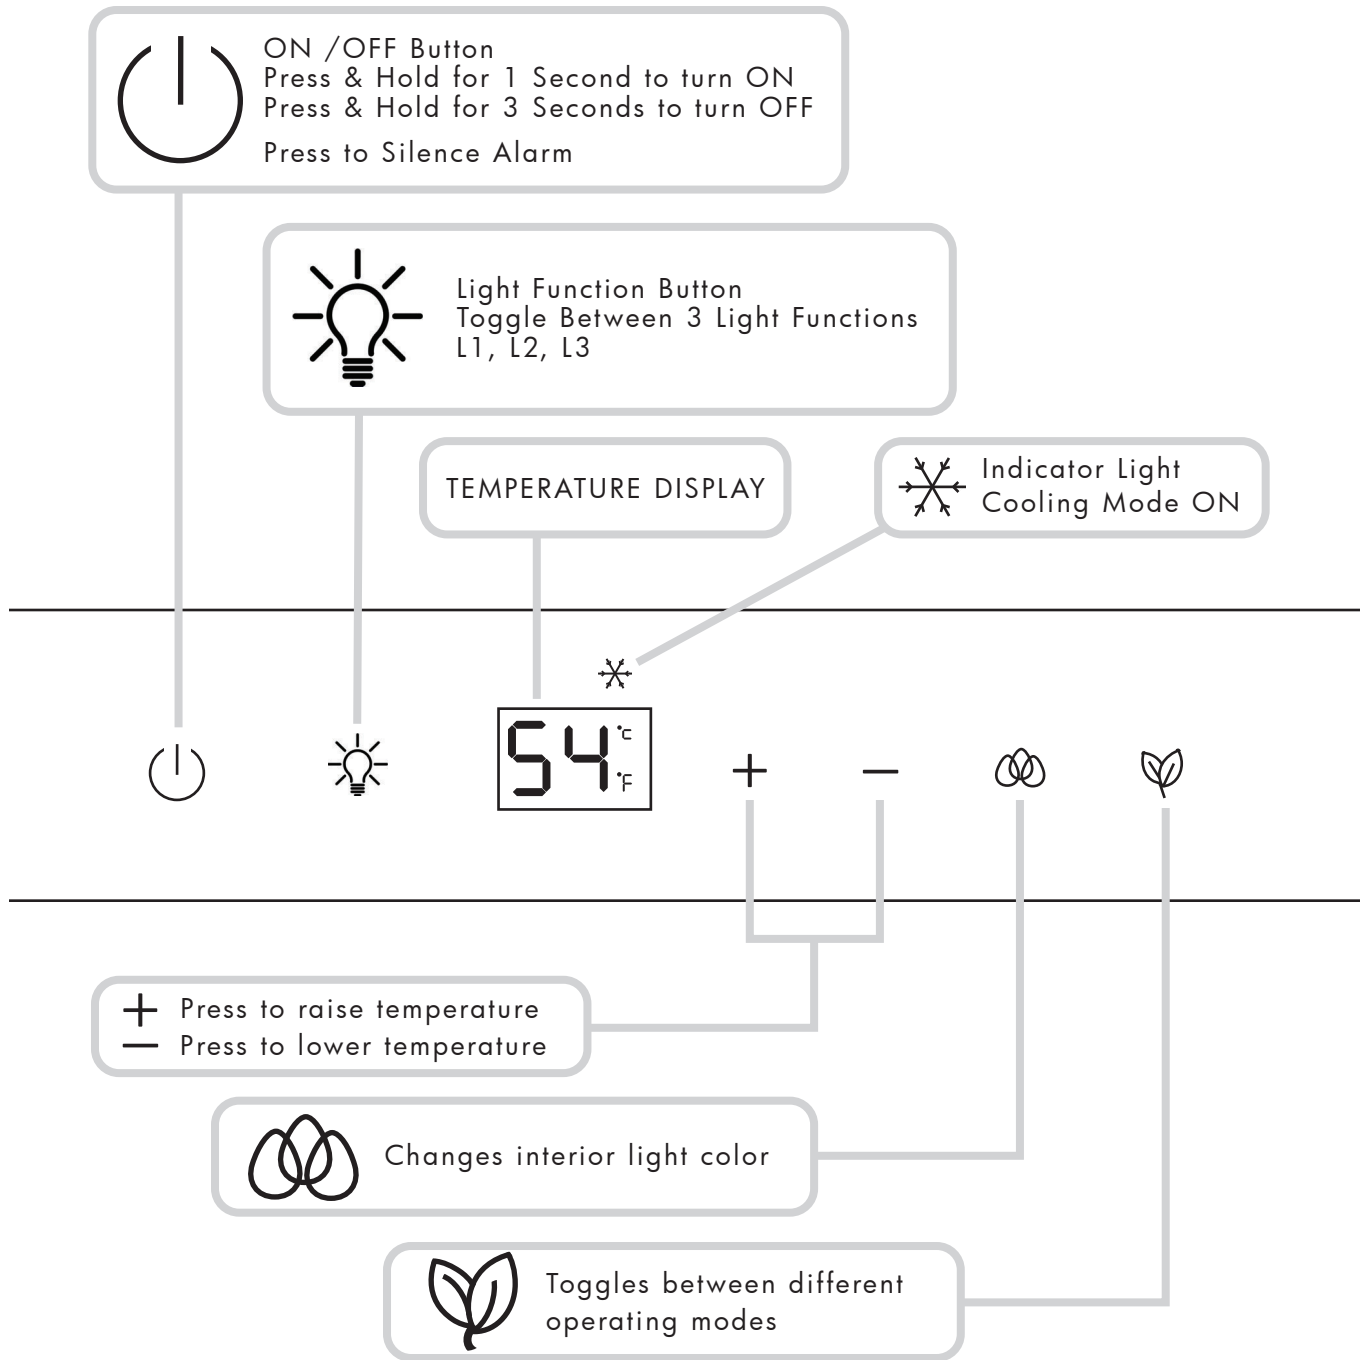 ON /OFF Button
Press & Hold for 1 Second to turn ON
Press & Hold for 3 Seconds to turn OFF
Press to Silence Alarm
Light Function Button
Toggle Between 3 Light Functions
L1, L2, L3
TEMPERATURE DISPLAY
Indicator Light
Cooling Mode ON
54 °C
°F
+ −
+ Press to raise temperature
− Press to lower temperature
Changes interior light color
Toggles between different
operating modes